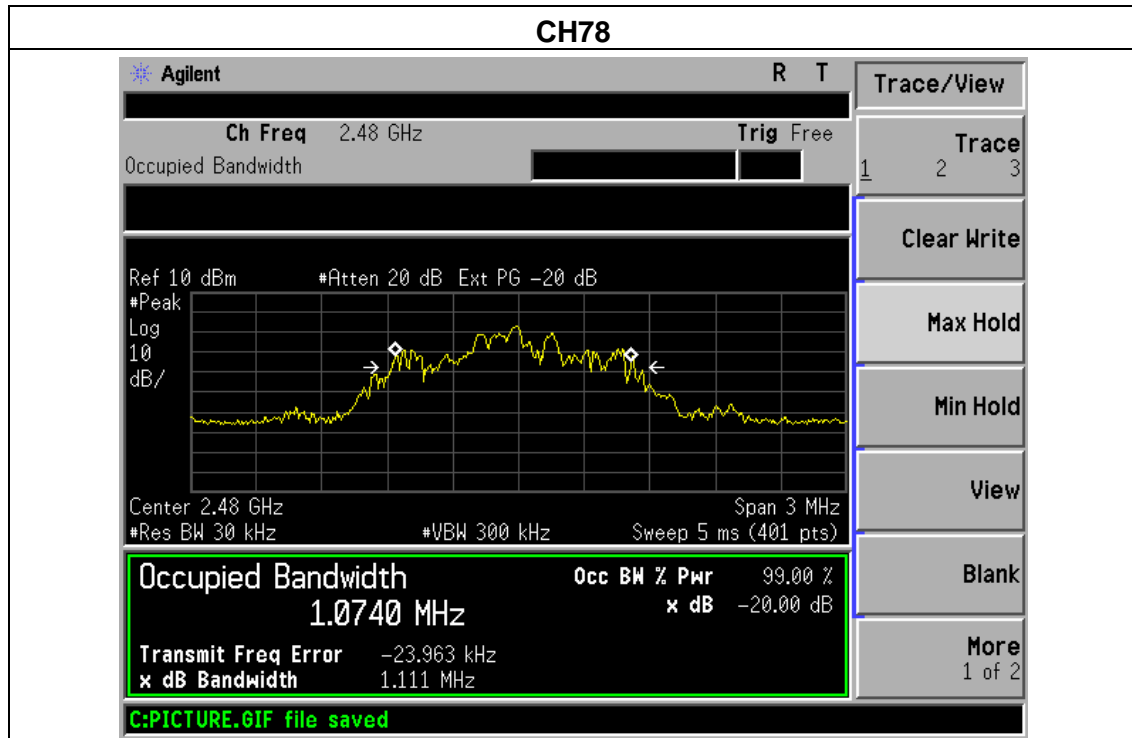 CH78
Agilent R T
Trace/View
Ch Freq 2.48 GHz Trig Free
Occupied Bandwidth
Trace
1 2 3
Clear Write
Max Hold
Min Hold
View
Blank
More
1 of 2
Ref 10 dBm #Atten 20 dB Ext PG -20 dB
#Peak
Log
10
dB/
Center 2.48 GHz Span 3 MHz
#Res BW 30 kHz #VBW 300 kHz Sweep 5 ms (401 pts)
Occupied Bandwidth Occ BW % Pwr 99.00 %
1.0740 MHz x dB -20.00 dB
Transmit Freq Error -23.963 kHz
x dB Bandwidth 1.111 MHz
C:PICTURE.GIF file saved